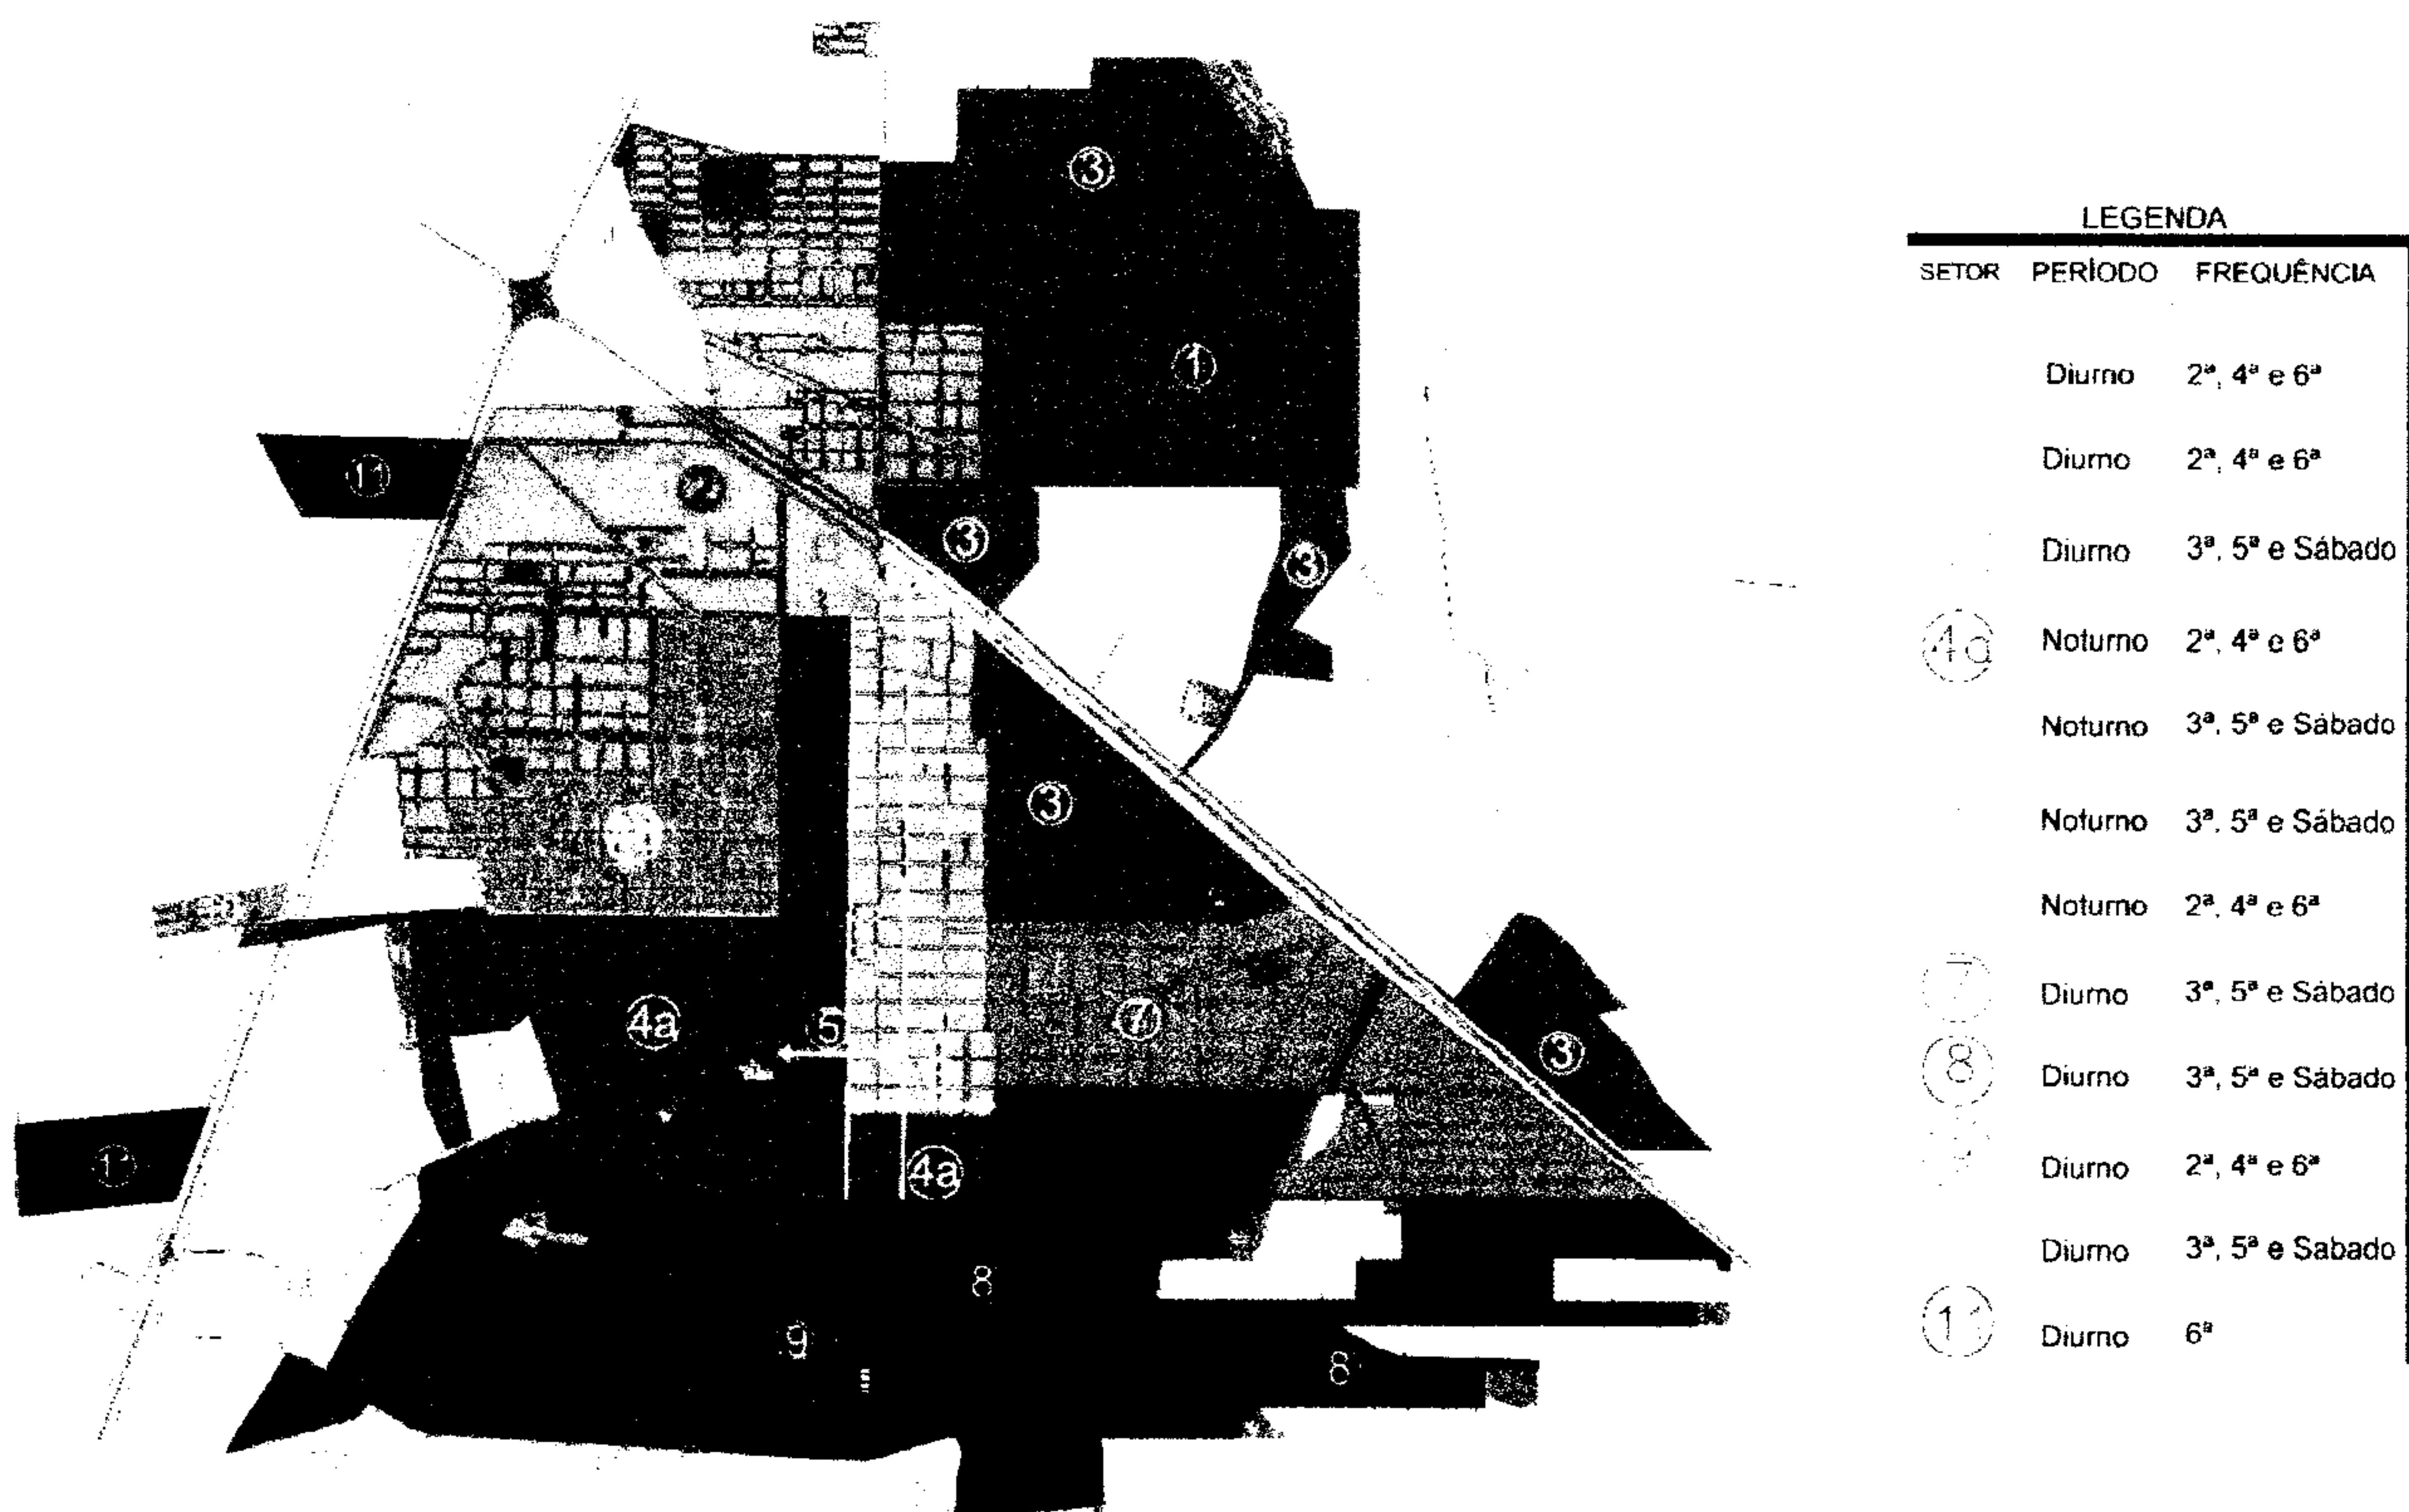 ③
①
⑪
②
③
③
③
4a
5
⑦
③
⑪
4a
8
9
8
LEGENDA
SETOR PERÍODO FREQUÊNCIA
Diurno 2ª, 4ª e 6ª
Diurno 2ª, 4ª e 6ª
Diurno 3ª, 5ª e Sábado
4a Noturno 2ª, 4ª e 6ª
Noturno 3ª, 5ª e Sábado
Noturno 3ª, 5ª e Sábado
Noturno 2ª, 4ª e 6ª
7 Diurno 3ª, 5ª e Sábado
8 Diurno 3ª, 5ª e Sábado
Diurno 2ª, 4ª e 6ª
Diurno 3ª, 5ª e Sabado
11 Diurno 6ª